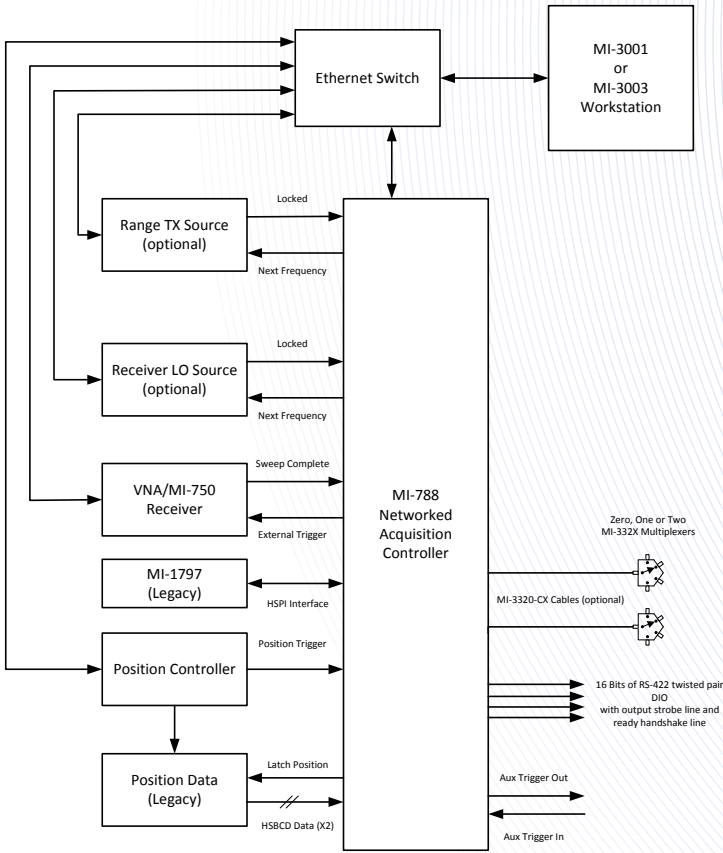 MI-3001
or
MI-3003
Workstation
Ethernet Switch
Locked
Range TX Source
(optional)
Next Frequency
Locked
Receiver LO Source
(optional)
Next Frequency
Sweep Complete
VNA/MI-750
Receiver
External Trigger
MI-788
Networked
Acquisition
Controller
Zero, One or Two
MI-332X Multiplexers
MI-1797
(Legacy)
HSPI Interface
MI-3320-CX Cables (optional)
Position Trigger
Position Controller
16 Bits of RS-422 twisted pair
DIO
with output strobe line and
ready handshake line
Latch Position
Position Data
(Legacy)
HSBCD Data (X2)
Aux Trigger Out
Aux Trigger In